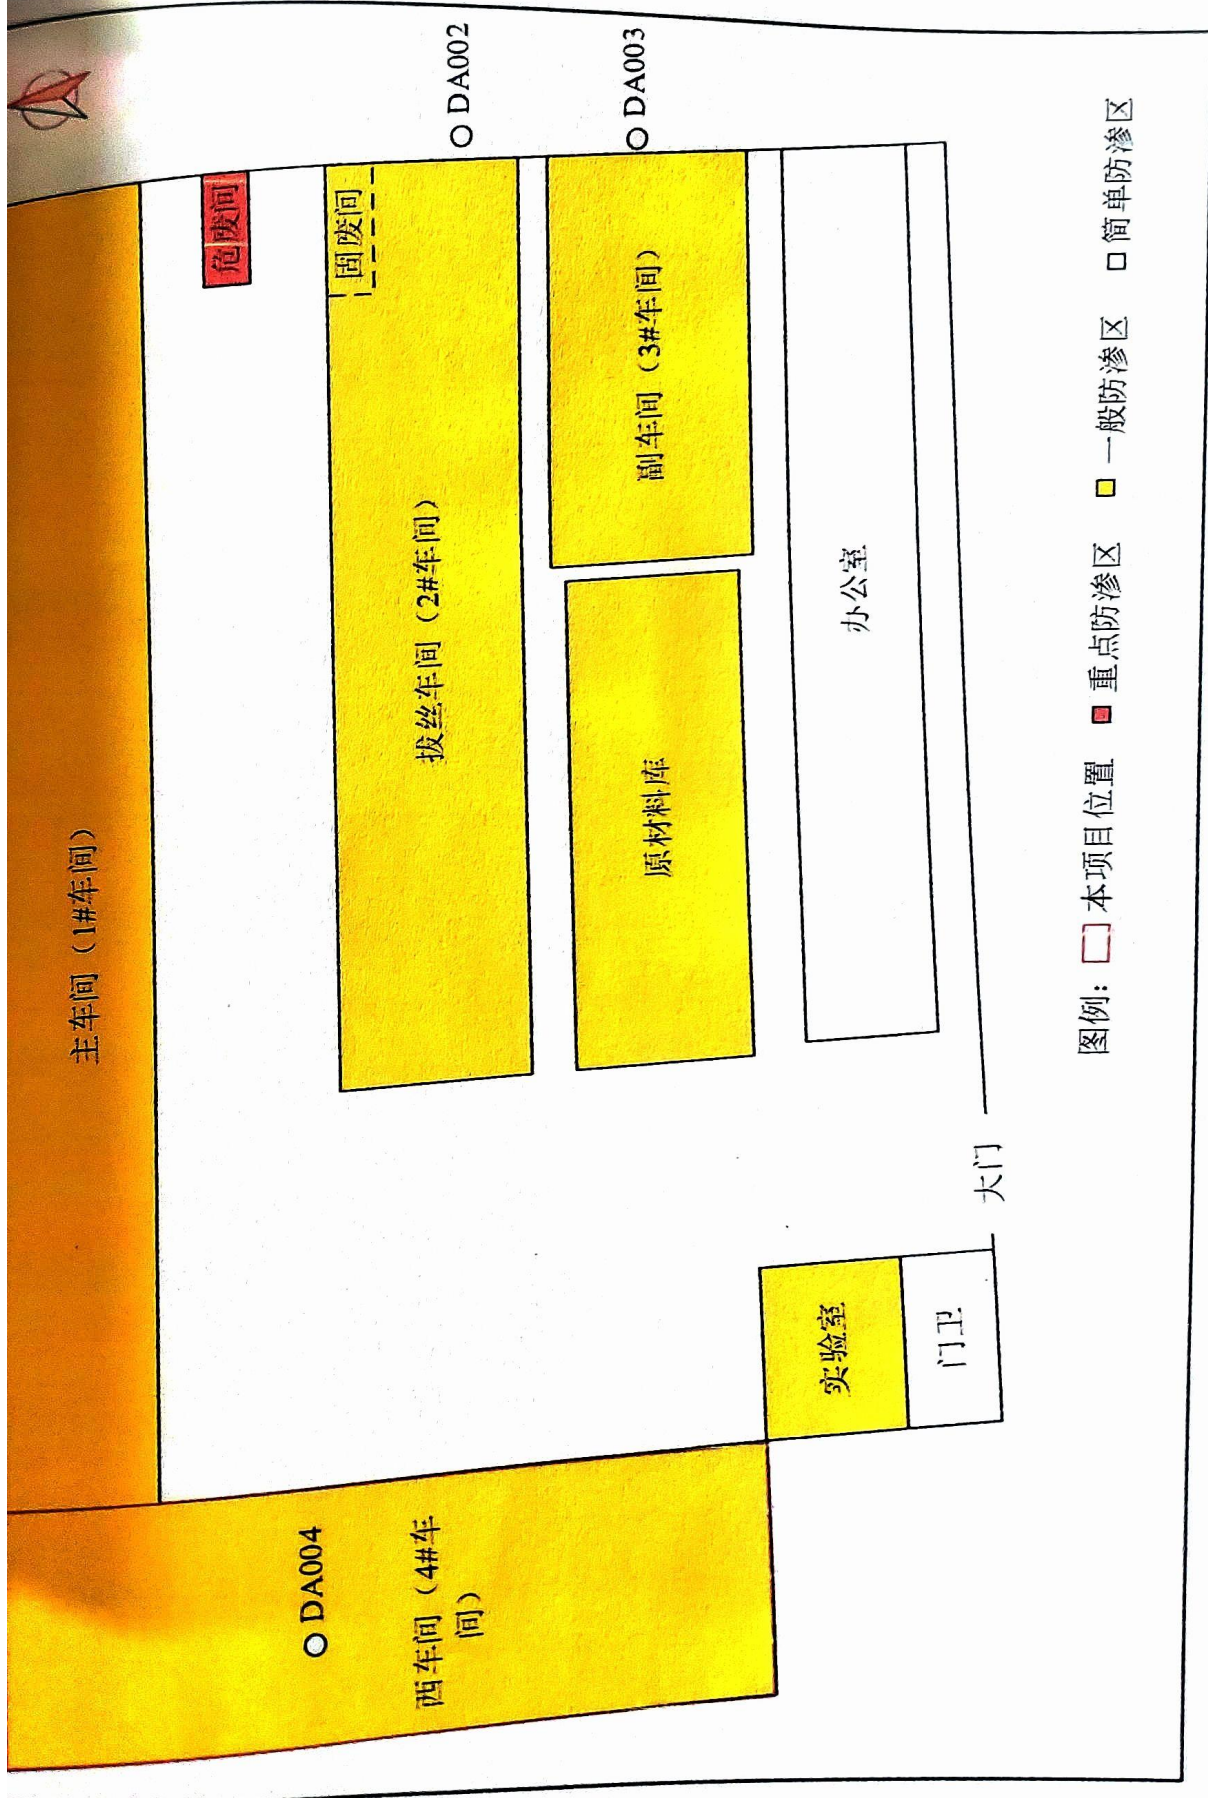 主车间（1#车间）
危废间
固废间
拔丝车间（2#车间）
DA002
DA003
副车间（3#车间）
原材料库
办公室
DA004
西车间（4#车
间）
实验室
门卫
大门
图例： 本项目位置 重点防渗区 一般防渗区 简单防渗区